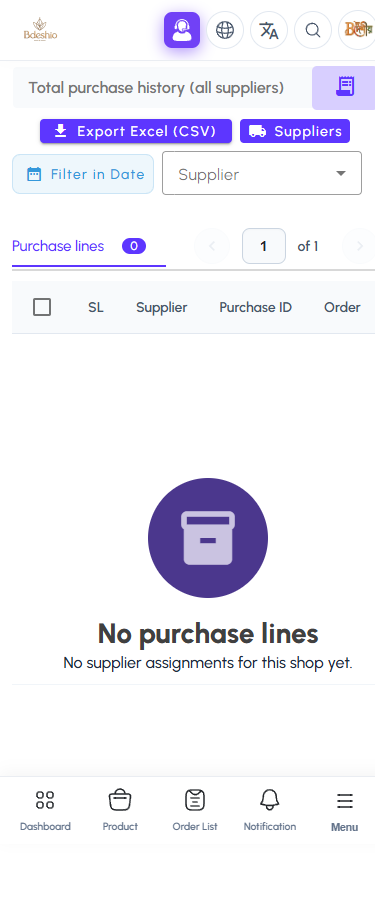 Bdeshio
Total purchase history (all suppliers)
Export Excel (CSV)
Suppliers
Filter in Date
Supplier
Purchase lines 0
1 of 1
SL Supplier Purchase ID Order
No purchase lines
No supplier assignments for this shop yet.
Dashboard Product Order List Notification Menu